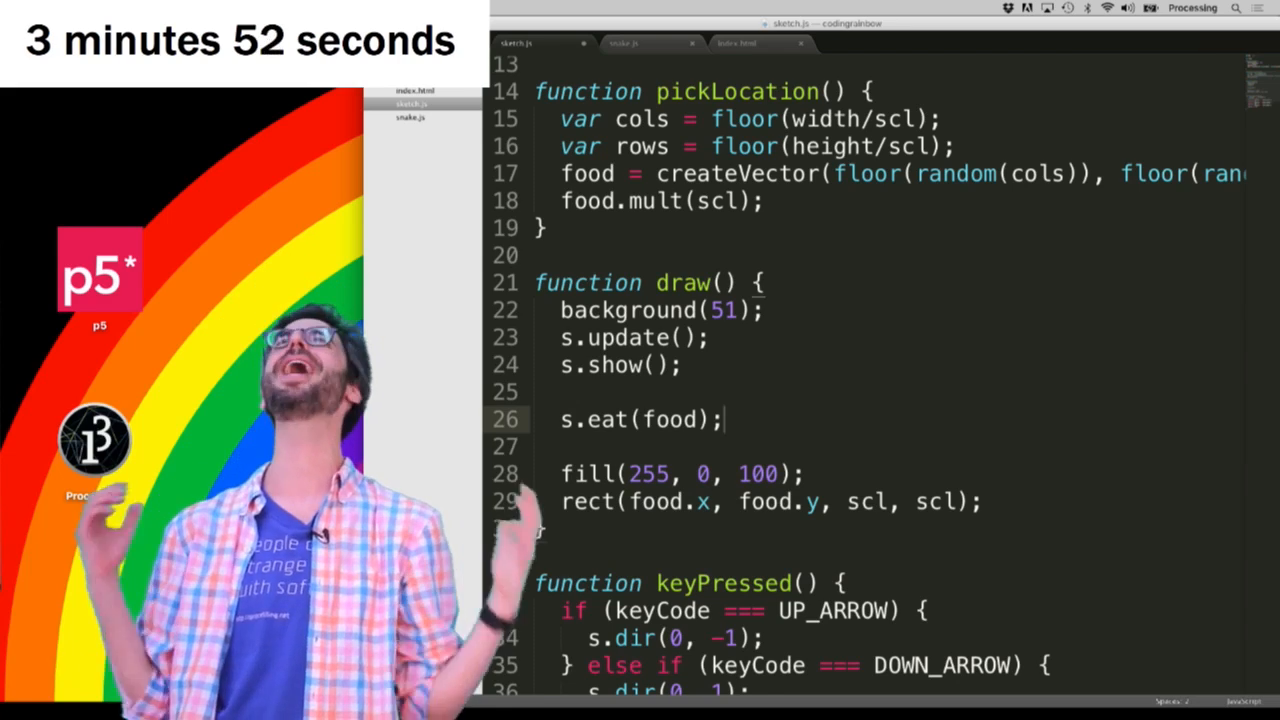 3 minutes 52 seconds
Processing
sketch.js — codingrainbow
sketch.js
snake.js
index.html
index.html
sketch.js
snake.js
p5*
p5
13
14 function pickLocation() {
15 var cols = floor(width/scl);
16 var rows = floor(height/scl);
17 food = createVector(floor(random(cols)), floor(ran
18 food.mult(scl);
19 }
20
21 function draw() {
22 background(51);
23 s.update();
24 s.show();
25
26 s.eat(food);
27
28 fill(255, 0, 100);
29 rect(food.x, food.y, scl, scl);
}
function keyPressed() {
if (keyCode === UP_ARROW) {
34 s.dir(0, -1);
35 } else if (keyCode === DOWN_ARROW) {
36 s.dir(0, 1);
Proc
people
strange
with sof
Spaces: 2
JavaScript